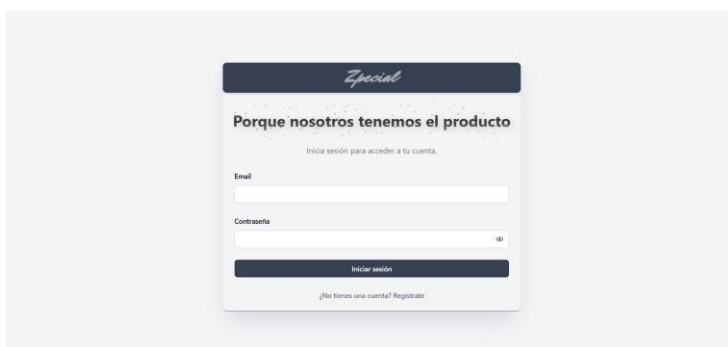 Zpecial
Porque nosotros tenemos el producto
Inicia sesión para acceder a tu cuenta.
Email
Contraseña
Iniciar sesión
¿No tienes una cuenta? Regístrate